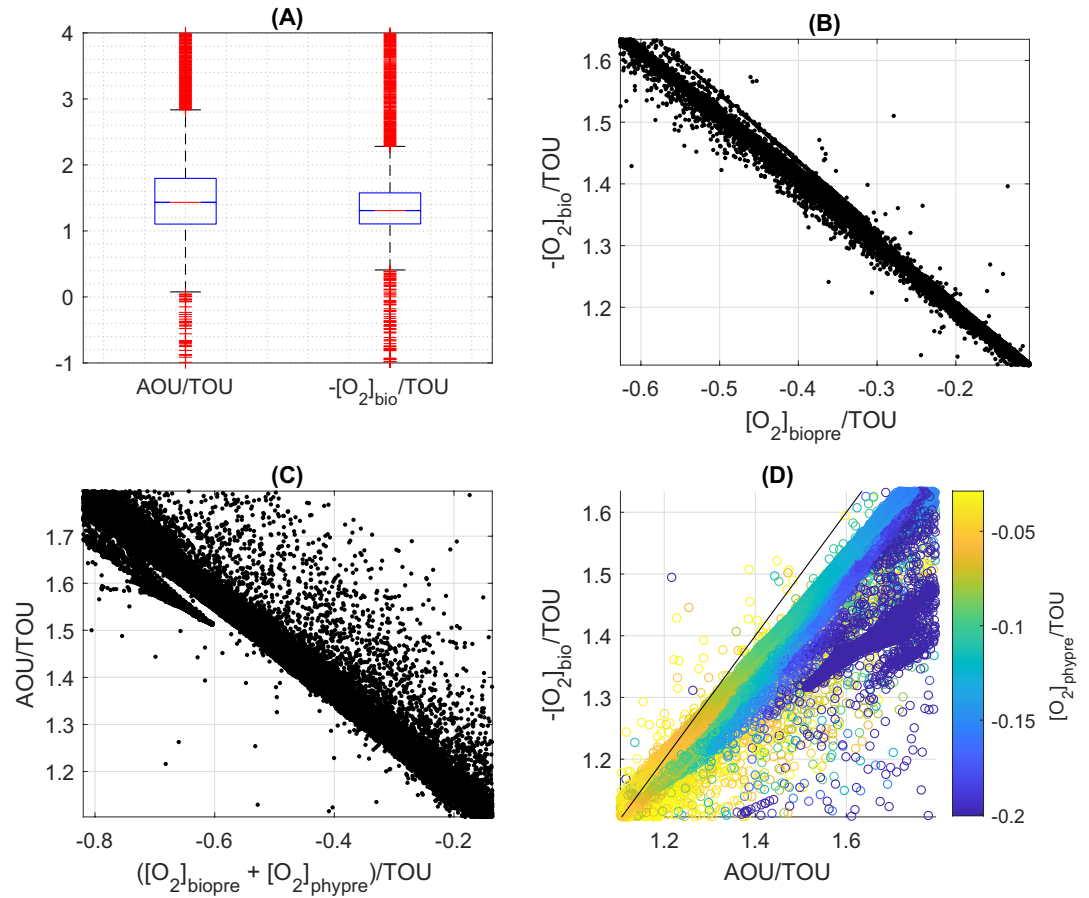 (A)
4
3
2
1
0
-1
AOU/TOU
-[O2]bio/TOU
(B)
1.6
1.5
1.4
1.3
1.2
-[O2]bio/TOU
-0.6
-0.5
-0.4
-0.3
-0.2
[O2]biopre/TOU
(C)
1.7
1.6
1.5
1.4
1.3
1.2
AOU/TOU
-0.8
-0.6
-0.4
-0.2
([O2]biopre + [O2]phypre)/TOU
(D)
1.6
1.5
1.4
1.3
1.2
-[O2]bio/TOU
1.2
1.4
1.6
AOU/TOU
-0.05
-0.1
-0.15
-0.2
[O2]phypre/TOU